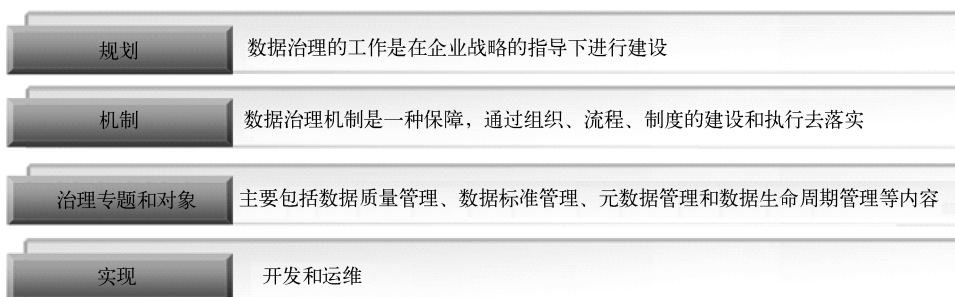 规划 数据治理的工作是在企业战略的指导下进行建设
机制 数据治理机制是一种保障，通过组织、流程、制度的建设和执行去落实
治理专题和对象 主要包括数据质量管理、数据标准管理、元数据管理和数据生命周期管理等内容
实现 开发和运维